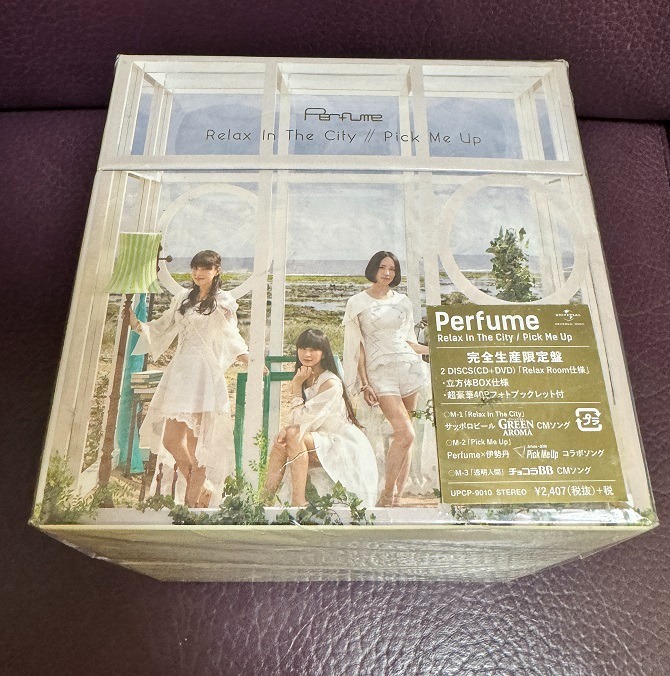 Perfume
Relax In The City // Pick Me Up
UNIVERSAL
Perfume
Relax In The City / Pick Me Up
完全生産限定盤
2 DISCS(CD+DVD)「Relax Room仕様」
・立方体BOX仕様
・超豪華40Pフォトブックレット付
○M-1「Relax In The City」
サッポロビール GREEN AROMA CMソング
○M-2「Pick Me Up」
Perfume×伊勢丹 Pick Me Up コラボソング
○M-3「透明人間」 チョコラBB CMソング
UPCP-9010 STEREO ¥2,407(税抜)+税